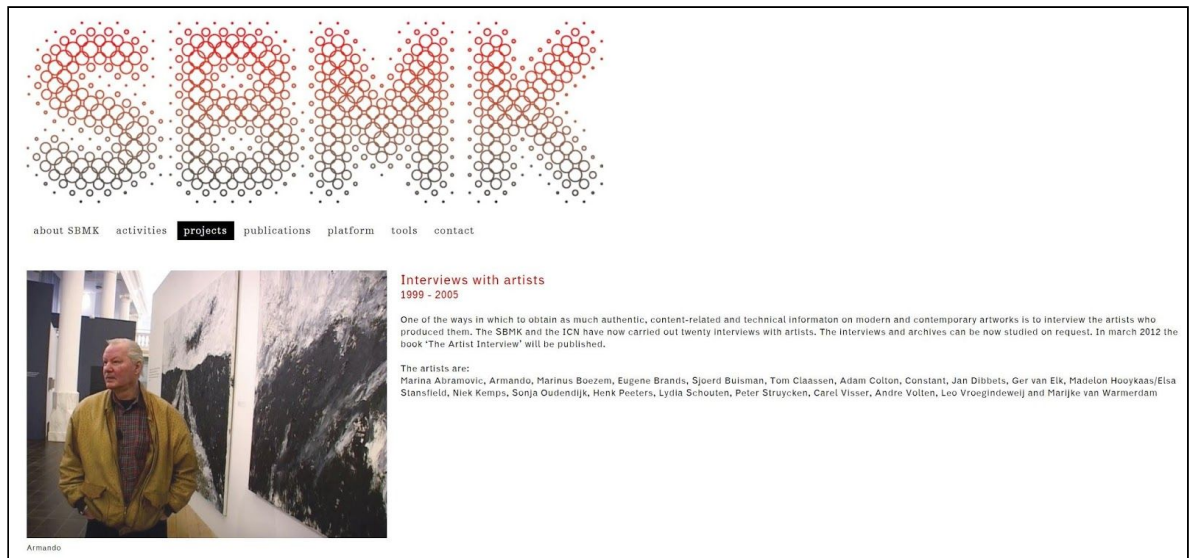 SBMK
about SBMK activities projects publications platform tools contact
Interviews with artists
1999 - 2005
One of the ways in which to obtain as much authentic, content-related and technical informaton on modern and contemporary artworks is to interview the artists who
produced them. The SBMK and the ICN have now carried out twenty interviews with artists. The interviews and archives can be now studied on request. In march 2012 the
book ‘The Artist Interview’ will be published.
The artists are:
Marina Abramovic, Armando, Marinus Boezem, Eugene Brands, Sjoerd Buisman, Tom Claassen, Adam Colton, Constant, Jan Dibbets, Ger van Elk, Madelon Hooykaas/Elsa
Stansfield, Niek Kemps, Sonja Oudendijk, Henk Peeters, Lydia Schouten, Peter Struycken, Carel Visser, Andre Volten, Leo Vroegindeweij and Marijke van Warmerdam
Armando